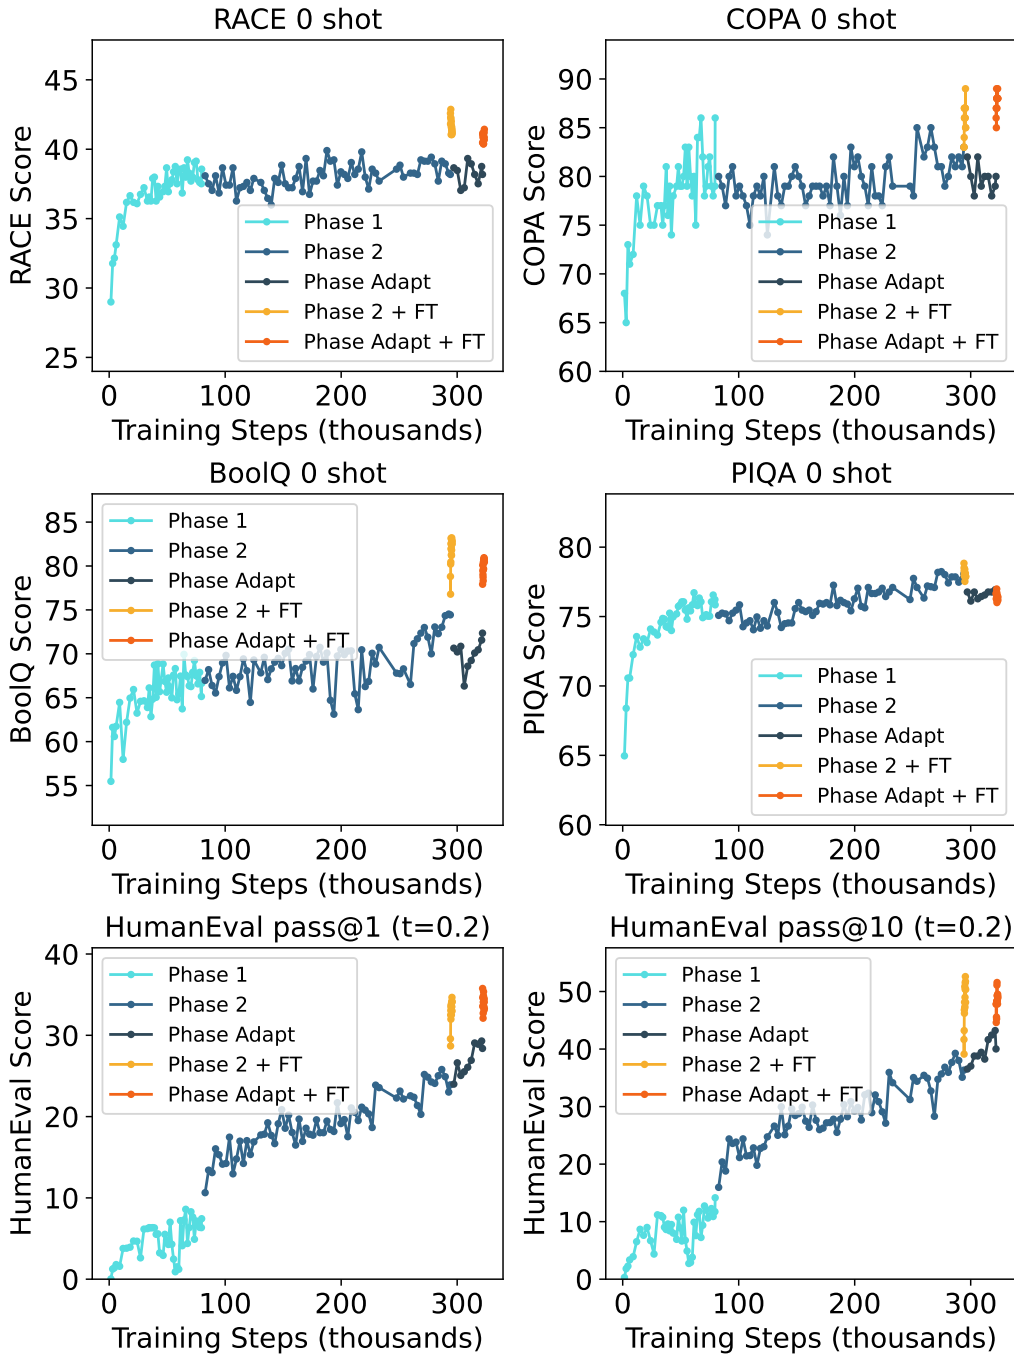 RACE 0 shot
RACE Score
45
40
35
30
25
Phase 1
Phase 2
Phase Adapt
Phase 2 + FT
Phase Adapt + FT
0 100 200 300
Training Steps (thousands)
COPA 0 shot
COPA Score
90
85
80
75
70
65
60
Phase 1
Phase 2
Phase Adapt
Phase 2 + FT
Phase Adapt + FT
0 100 200 300
Training Steps (thousands)
BoolQ 0 shot
BoolQ Score
85
80
75
70
65
60
55
Phase 1
Phase 2
Phase Adapt
Phase 2 + FT
Phase Adapt + FT
0 100 200 300
Training Steps (thousands)
PIQA 0 shot
PIQA Score
80
75
70
65
60
Phase 1
Phase 2
Phase Adapt
Phase 2 + FT
Phase Adapt + FT
0 100 200 300
Training Steps (thousands)
HumanEval pass@1 (t=0.2)
HumanEval Score
40
30
20
10
0
Phase 1
Phase 2
Phase Adapt
Phase 2 + FT
Phase Adapt + FT
0 100 200 300
Training Steps (thousands)
HumanEval pass@10 (t=0.2)
HumanEval Score
50
40
30
20
10
0
Phase 1
Phase 2
Phase Adapt
Phase 2 + FT
Phase Adapt + FT
0 100 200 300
Training Steps (thousands)